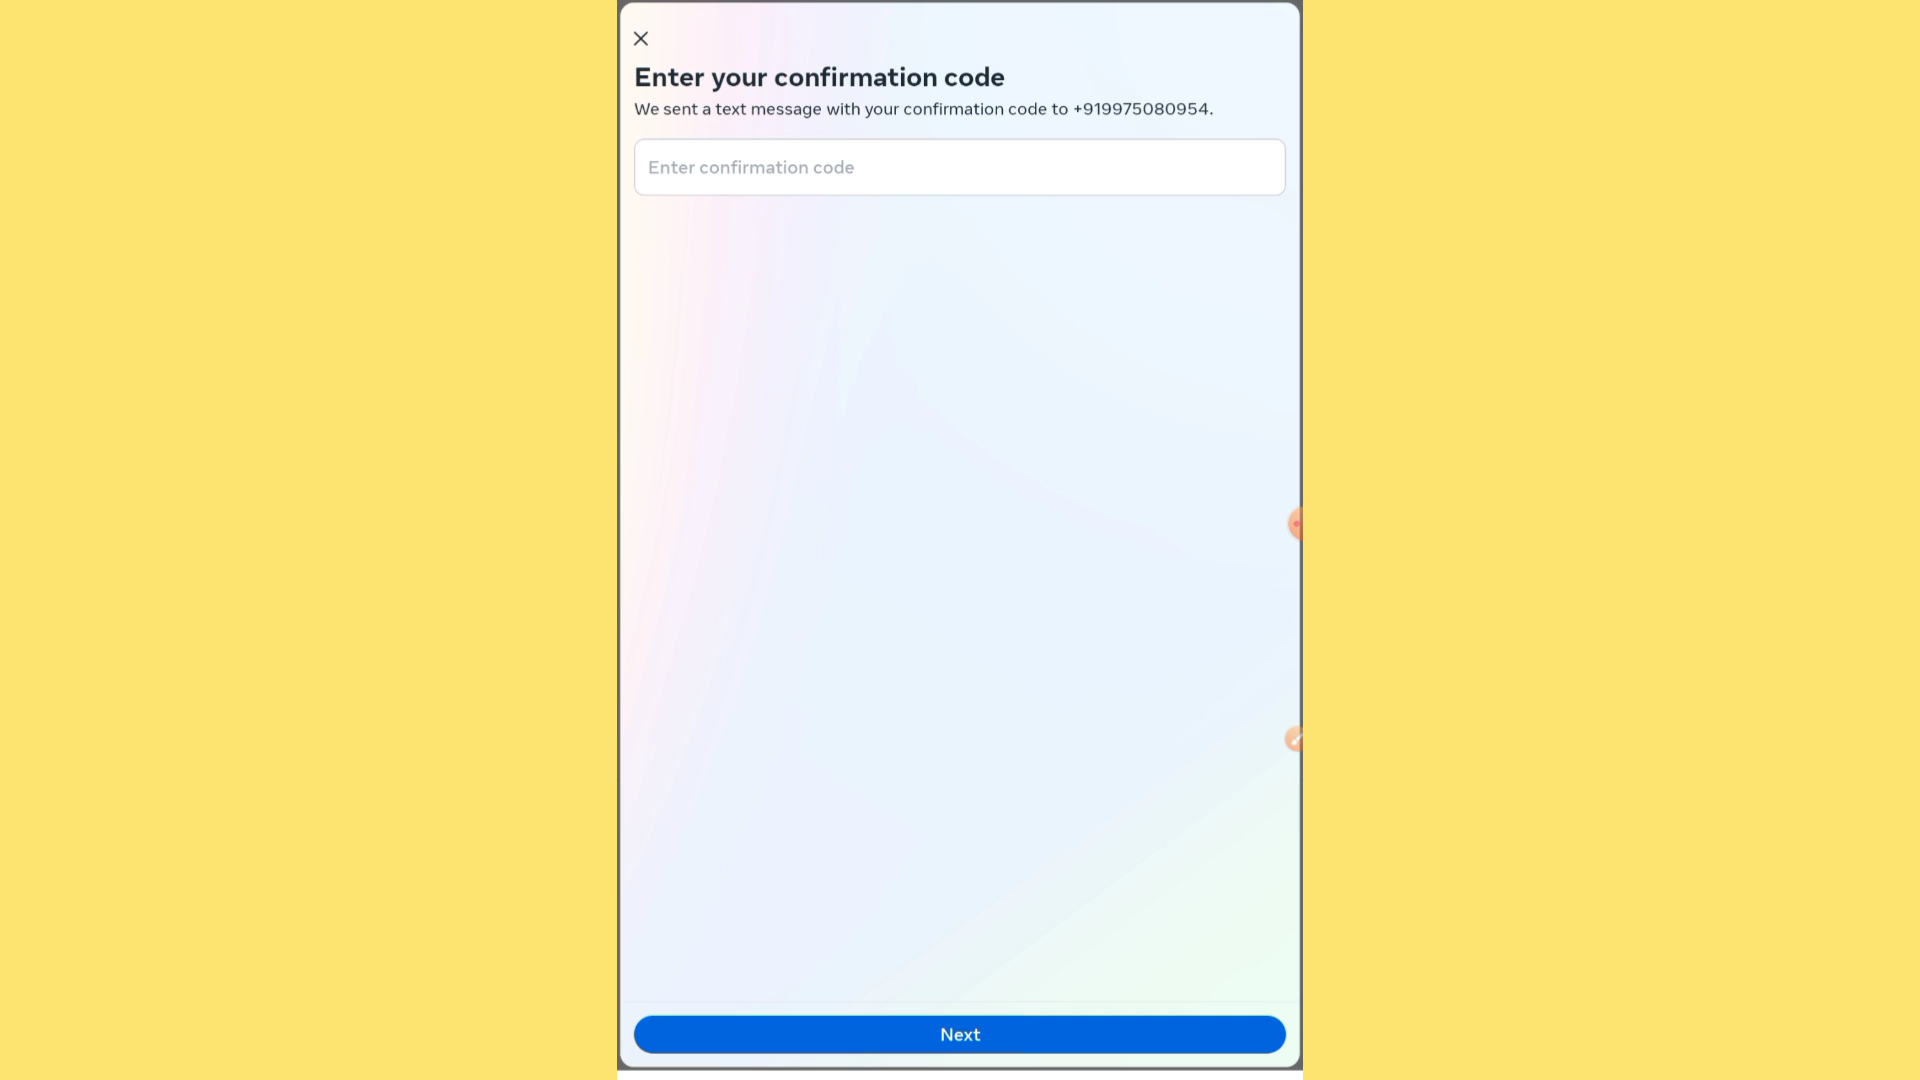 Enter your confirmation code
We sent a text message with your confirmation code to +919975080954.
Enter confirmation code
Next